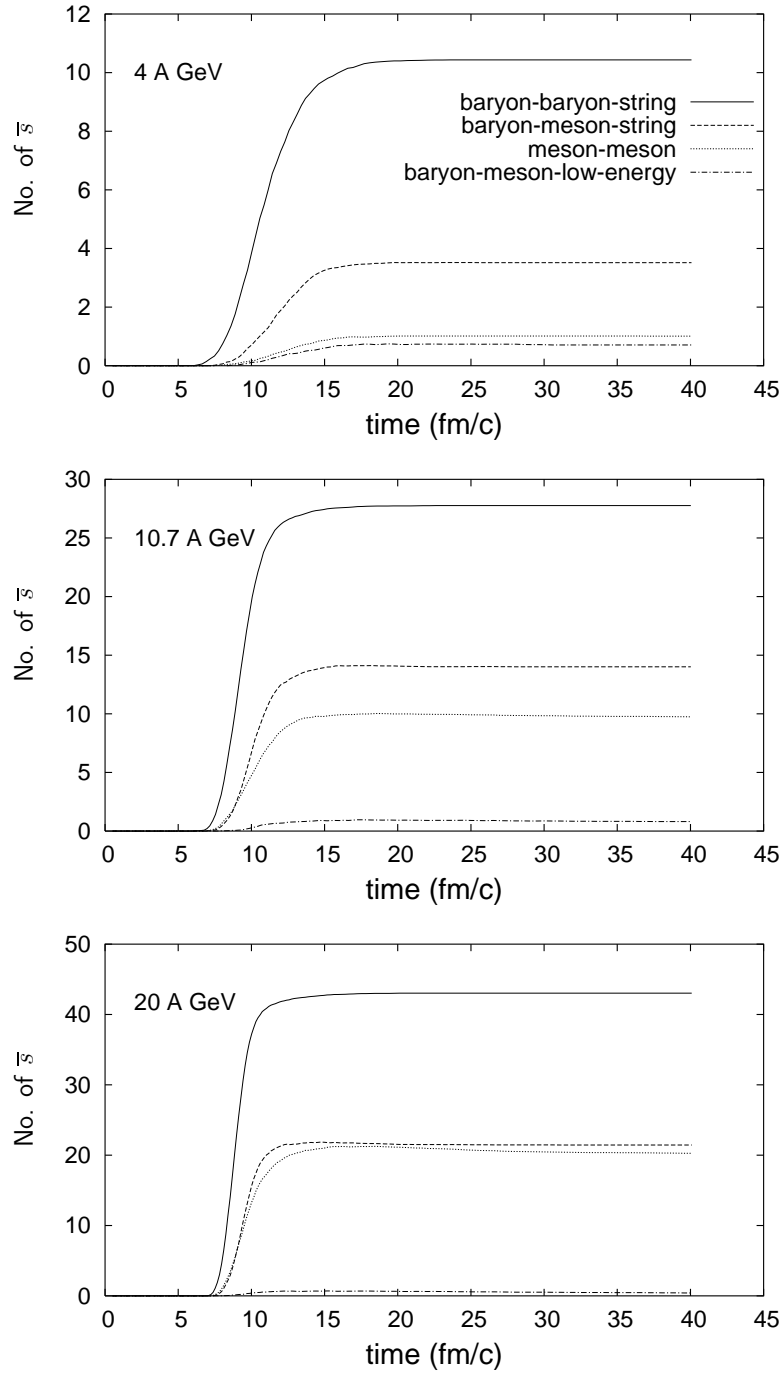 12
10
8
6
4
2
0
No. of s̅
4 A GeV
baryon-baryon-string
baryon-meson-string
meson-meson
baryon-meson-low-energy
0 5 10 15 20 25 30 35 40 45
time (fm/c)
30
25
20
15
10
5
0
No. of s̅
10.7 A GeV
0 5 10 15 20 25 30 35 40 45
time (fm/c)
50
40
30
20
10
0
No. of s̅
20 A GeV
0 5 10 15 20 25 30 35 40 45
time (fm/c)